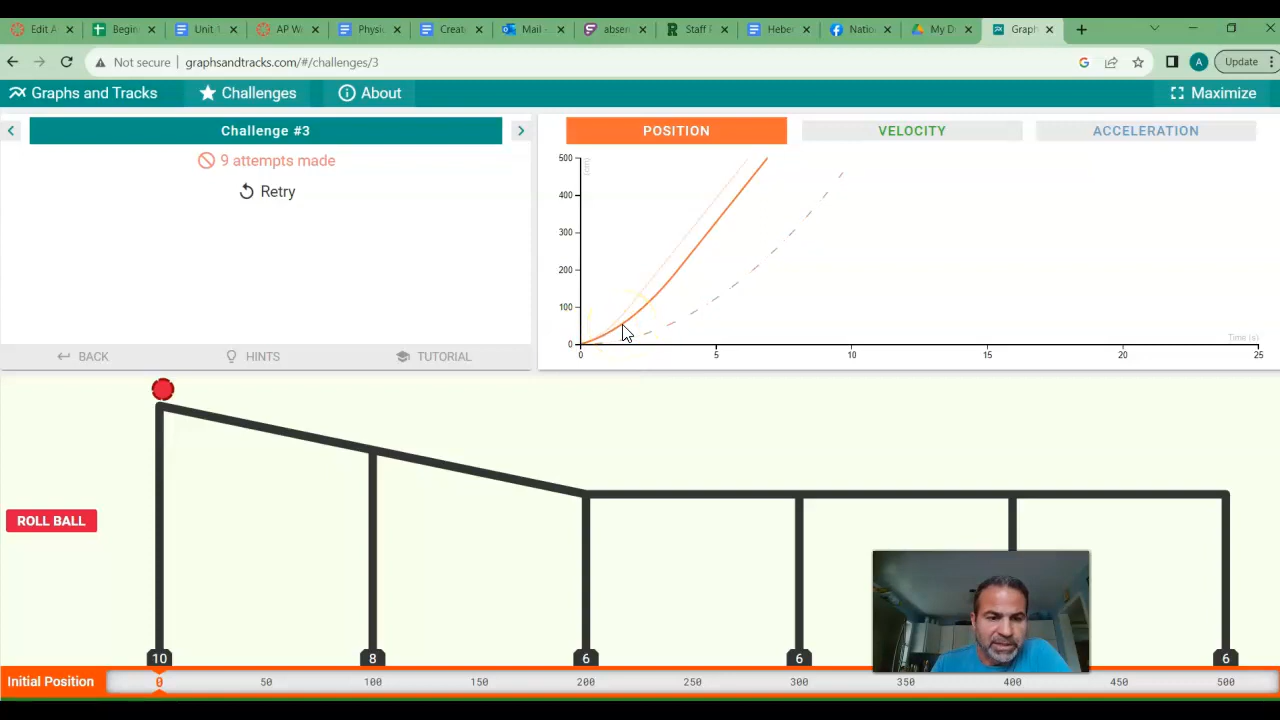 Edit A
Begin
Unit
AP W
Physic
Create
Mail
absen
Staff
Heber
Natio
My D
Graph
Not secure
graphsandtracks.com/#/challenges/3
A
Update
Graphs and Tracks
Challenges
About
Maximize
Challenge #3
9 attempts made
Retry
BACK
HINTS
TUTORIAL
POSITION
VELOCITY
ACCELERATION
500
400
300
200
100
0
0 5 10 15 20 25
Time (s)
ROLL BALL
10 8 6 6 6
Initial Position 0 50 100 150 200 250 300 350 400 450 500